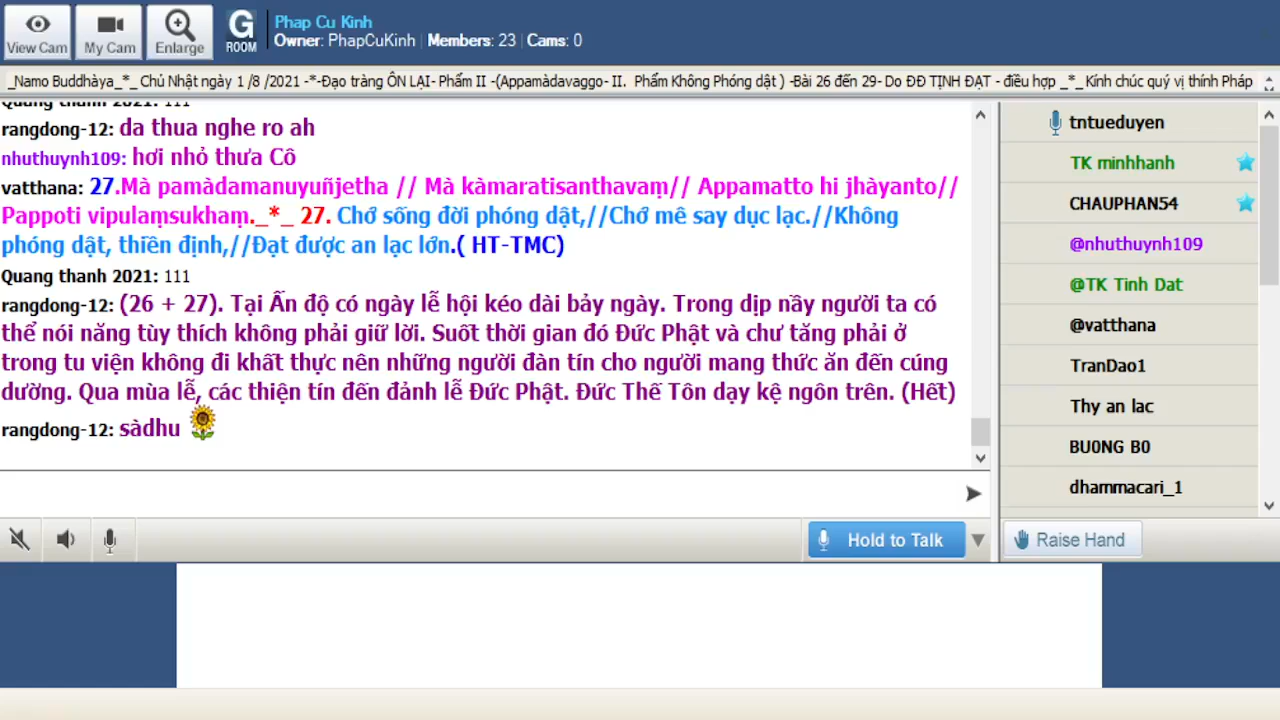 View Cam
My Cam
Enlarge
G
ROOM
Phap Cu Kinh
Owner: PhapCuKinh | Members: 23 | Cams: 0
_Namo Buddhàya_*_ Chủ Nhật ngày 1 /8 /2021 -*-Đạo tràng ÔN LẠI- Phẩm II -(Appamàdavaggo- II.  Phẩm Không Phóng dật ) -Bài 26 đến 29- Do ĐĐ TỊNH ĐẠT - điều hợp _*_ Kính chúc quý vị thính Pháp
Quang thanh 2021: 111
rangdong-12: da thua nghe ro ah
nhuthuynh109: hơi nhỏ thưa Cô
vatthana: 27.Mà pamàdamanuyuñjetha // Mà kàmaratisanthavaṃ// Appamatto hi jhàyanto//
Pappoti vipulaṃsukhaṃ._*_ 27. Chớ sống đời phóng dật,//Chớ mê say dục lạc.//Không
phóng dật, thiền định,//Đạt được an lạc lớn.( HT-TMC)
Quang thanh 2021: 111
rangdong-12: (26 + 27). Tại Ấn độ có ngày lễ hội kéo dài bảy ngày. Trong dịp nầy người ta có
thể nói năng tùy thích không phải giữ lời. Suốt thời gian đó Đức Phật và chư tăng phải ở
trong tu viện không đi khất thực nên những người đàn tín cho người mang thức ăn đến cúng
dường. Qua mùa lễ, các thiện tín đến đảnh lễ Đức Phật. Đức Thế Tôn dạy kệ ngôn trên. (Hết)
rangdong-12: sàdhu
tntueduyen
TK minhhanh
CHAUPHAN54
@nhuthuynh109
@TK Tinh Dat
@vatthana
TranDao1
Thy an lac
BU0NG B0
dhammacari_1
Hold to Talk
Raise Hand